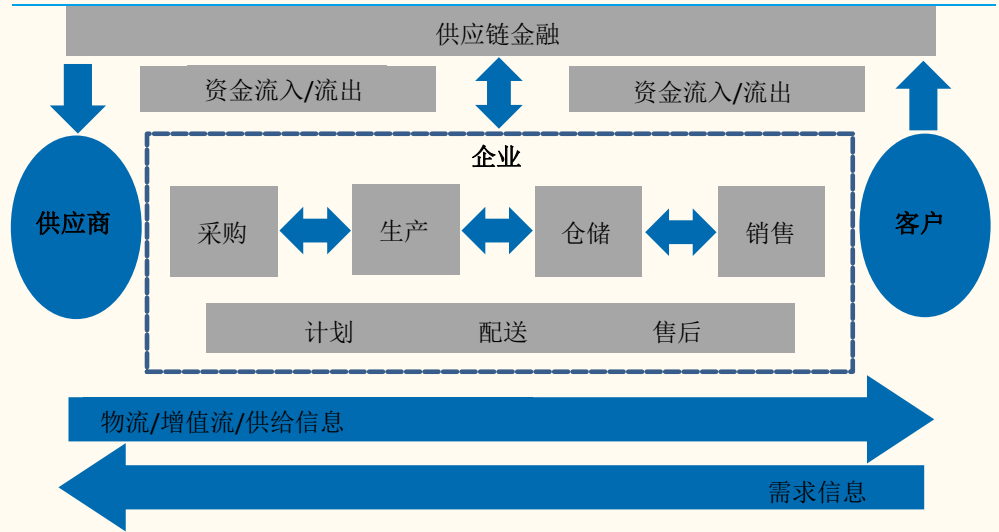 供应链金融
资金流入/流出
资金流入/流出
企业
供应商
采购
生产
仓储
销售
客户
计划 配送 售后
物流/增值流/供给信息
需求信息